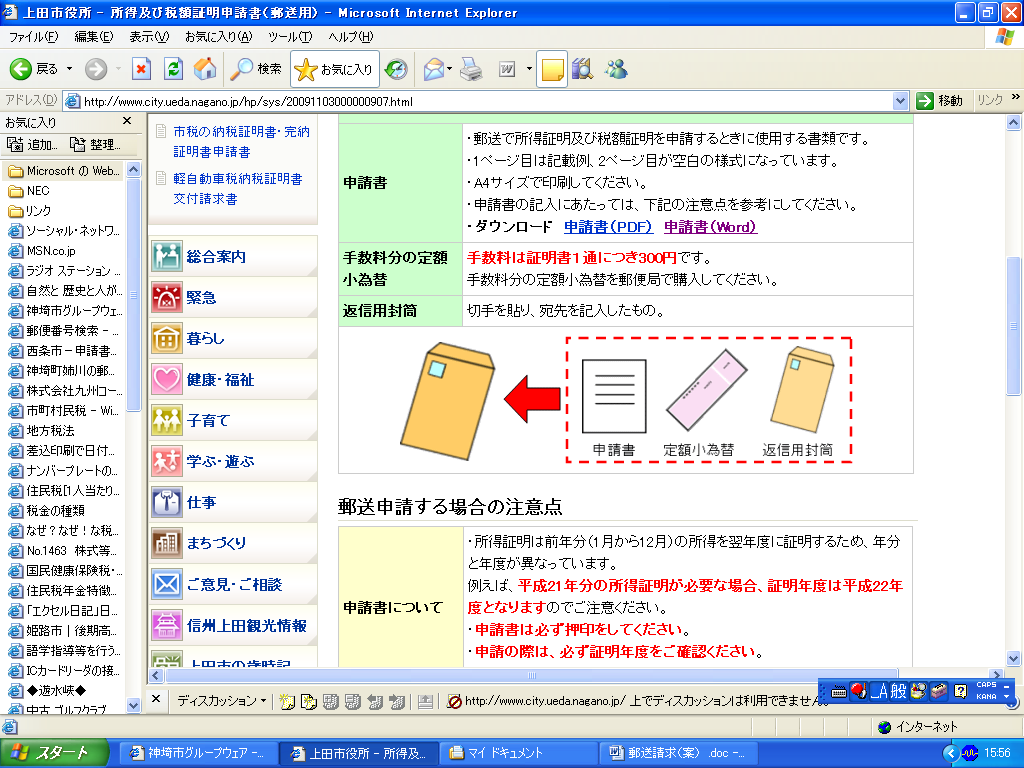 上田市役所 - 所得及び税額証明申請書(郵送用) - Microsoft Internet Explorer
ファイル(F) 編集(E) 表示(V) お気に入り(A) ツール(T) ヘルプ(H)
戻る 検索 お気に入り
アドレス(D) http://www.city.ueda.nagano.jp/hp/sys/20091103000000907.html 移動 リンク »
お気に入り
追加... 整理...
Microsoft の Web...
NEC
リンク
ソーシャル・ネットワ...
MSN.co.jp
ラジオ ステーション ...
自然と 歴史と人が...
神埼市グループウェ...
郵便番号検索 - ...
西条市－申請書...
神埼町姉川の郵...
株式会社九州コー...
市町村民税 - Wi...
地方税法
差込印刷で日付...
ナンバープレートの...
住民税[1人当たり...
税金の種類
なぜ？なぜ！な税...
No.1463 株式等...
国民健康保険税・...
住民税年金特徴...
「エクセル日記」日...
姫路市｜後期高...
語学指導等を行う...
ICカードリーダの接...
◆遊水峡◆
中古 ゴルフクラブ
市税の納税証明書・完納
証明書申請書
軽自動車税納税証明書
交付請求書
総合案内
緊急
暮らし
健康・福祉
子育て
学ぶ・遊ぶ
仕事
まちづくり
ご意見・ご相談
信州上田観光情報
上田市の歳時記
申請書
・郵送で所得証明及び税額証明を申請するときに使用する書類です。
・1ページ目は記載例、2ページ目が空白の様式になっています。
・A4サイズで印刷してください。
・申請書の記入にあたっては、下記の注意点を参考にしてください。
・ダウンロード 申請書(PDF) 申請書(Word)
手数料分の定額
小為替
手数料は証明書１通につき300円です。
手数料分の定額小為替を郵便局で購入してください。
返信用封筒 切手を貼り、宛先を記入したもの。
申請書 定額小為替 返信用封筒
郵送申請する場合の注意点
申請書について
・所得証明は前年分(1月から12月)の所得を翌年度に証明するため、年分
と年度が異なっています。
例えば、平成21年分の所得証明が必要な場合、証明年度は平成22年
度となりますのでご注意ください。
・申請書は必ず押印をしてください。
・申請の際は、必ず証明年度をご確認ください。
ディスカッション http://www.city.ueda.nagano.jp/ 上でディスカッションは利用できません。
A 般 CAPS
KANA
インターネット
スタート 神埼市グループウェア -... 上田市役所 - 所得及... マイ ドキュメント 郵送請求（案）.doc -... 15:56